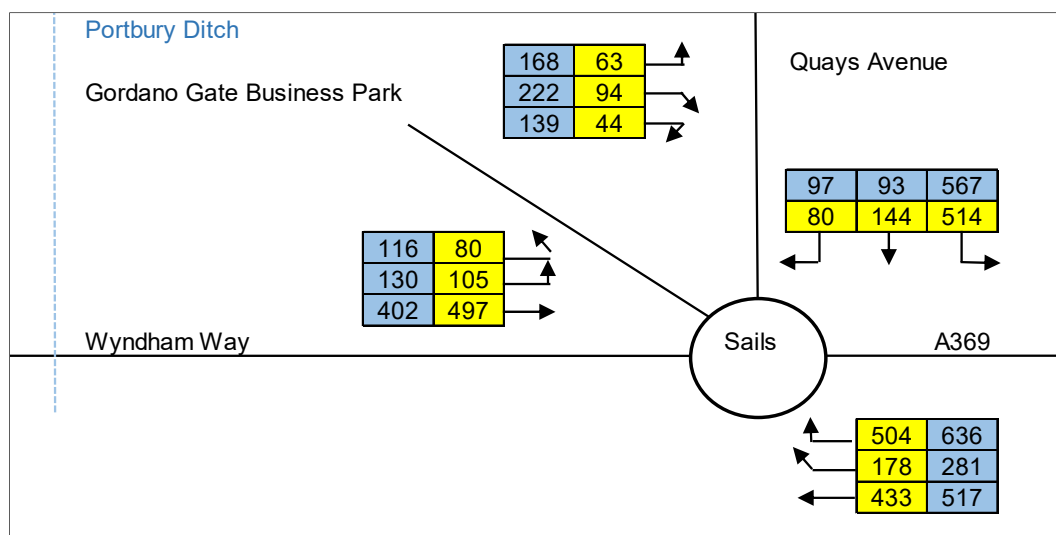 Portbury Ditch
168 63
Quays Avenue
Gordano Gate Business Park
222 94
139 44
97 93 567
80 144 514
116 80
130 105
402 497
Wyndham Way
Sails
A369
504 636
178 281
433 517